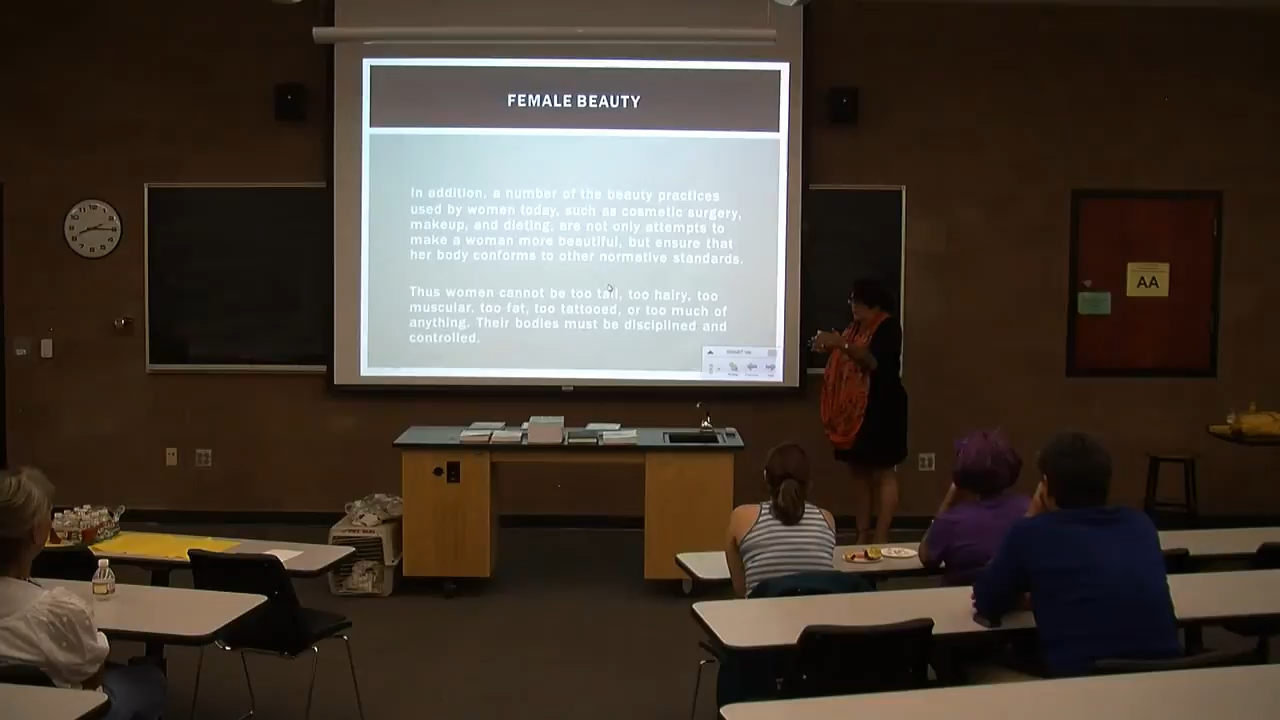 FEMALE BEAUTY
In addition, a number of the beauty practices
used by women today, such as cosmetic surgery,
makeup, and dieting, are not only attempts to
make a woman more beautiful, but ensure that
her body conforms to other normative standards.
Thus women cannot be too tall, too hairy, too
muscular, too fat, too tattooed, or too much of
anything. Their bodies must be disciplined and
controlled.
AA